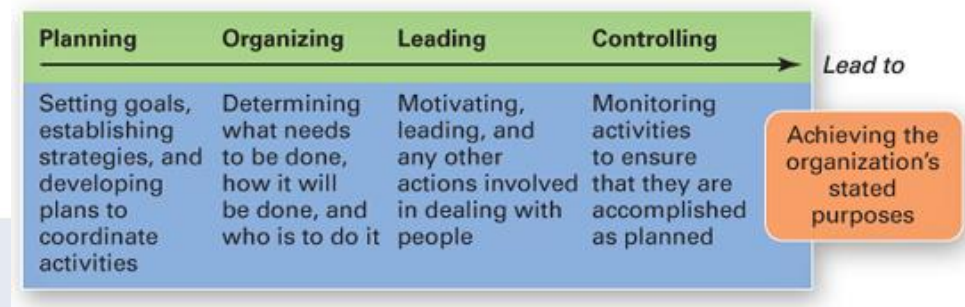 Planning
Setting goals,
establishing
strategies, and
developing
plans to
coordinate
activities
Organizing
Determining
what needs
to be done,
how it will
be done, and
who is to do it
Leading
Motivating,
leading, and
any other
actions involved
in dealing with
people
Controlling
Monitoring
activities
to ensure
that they are
accomplished
as planned
Lead to
Achieving the
organization's
stated
purposes